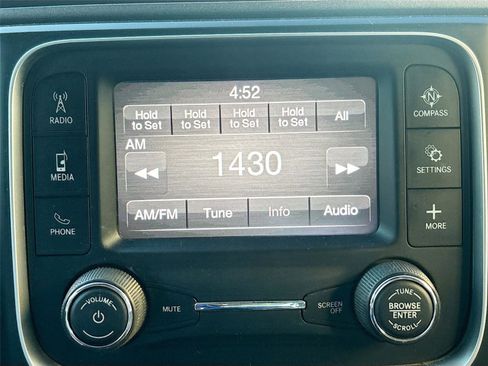 4:52
Hold to Set Hold to Set Hold to Set Hold to Set All
AM
1430
AM/FM Tune Info Audio
RADIO
MEDIA
PHONE
N
COMPASS
SETTINGS
MORE
VOLUME
MUTE
SCREEN OFF
TUNE
BROWSE
ENTER
SCROLL